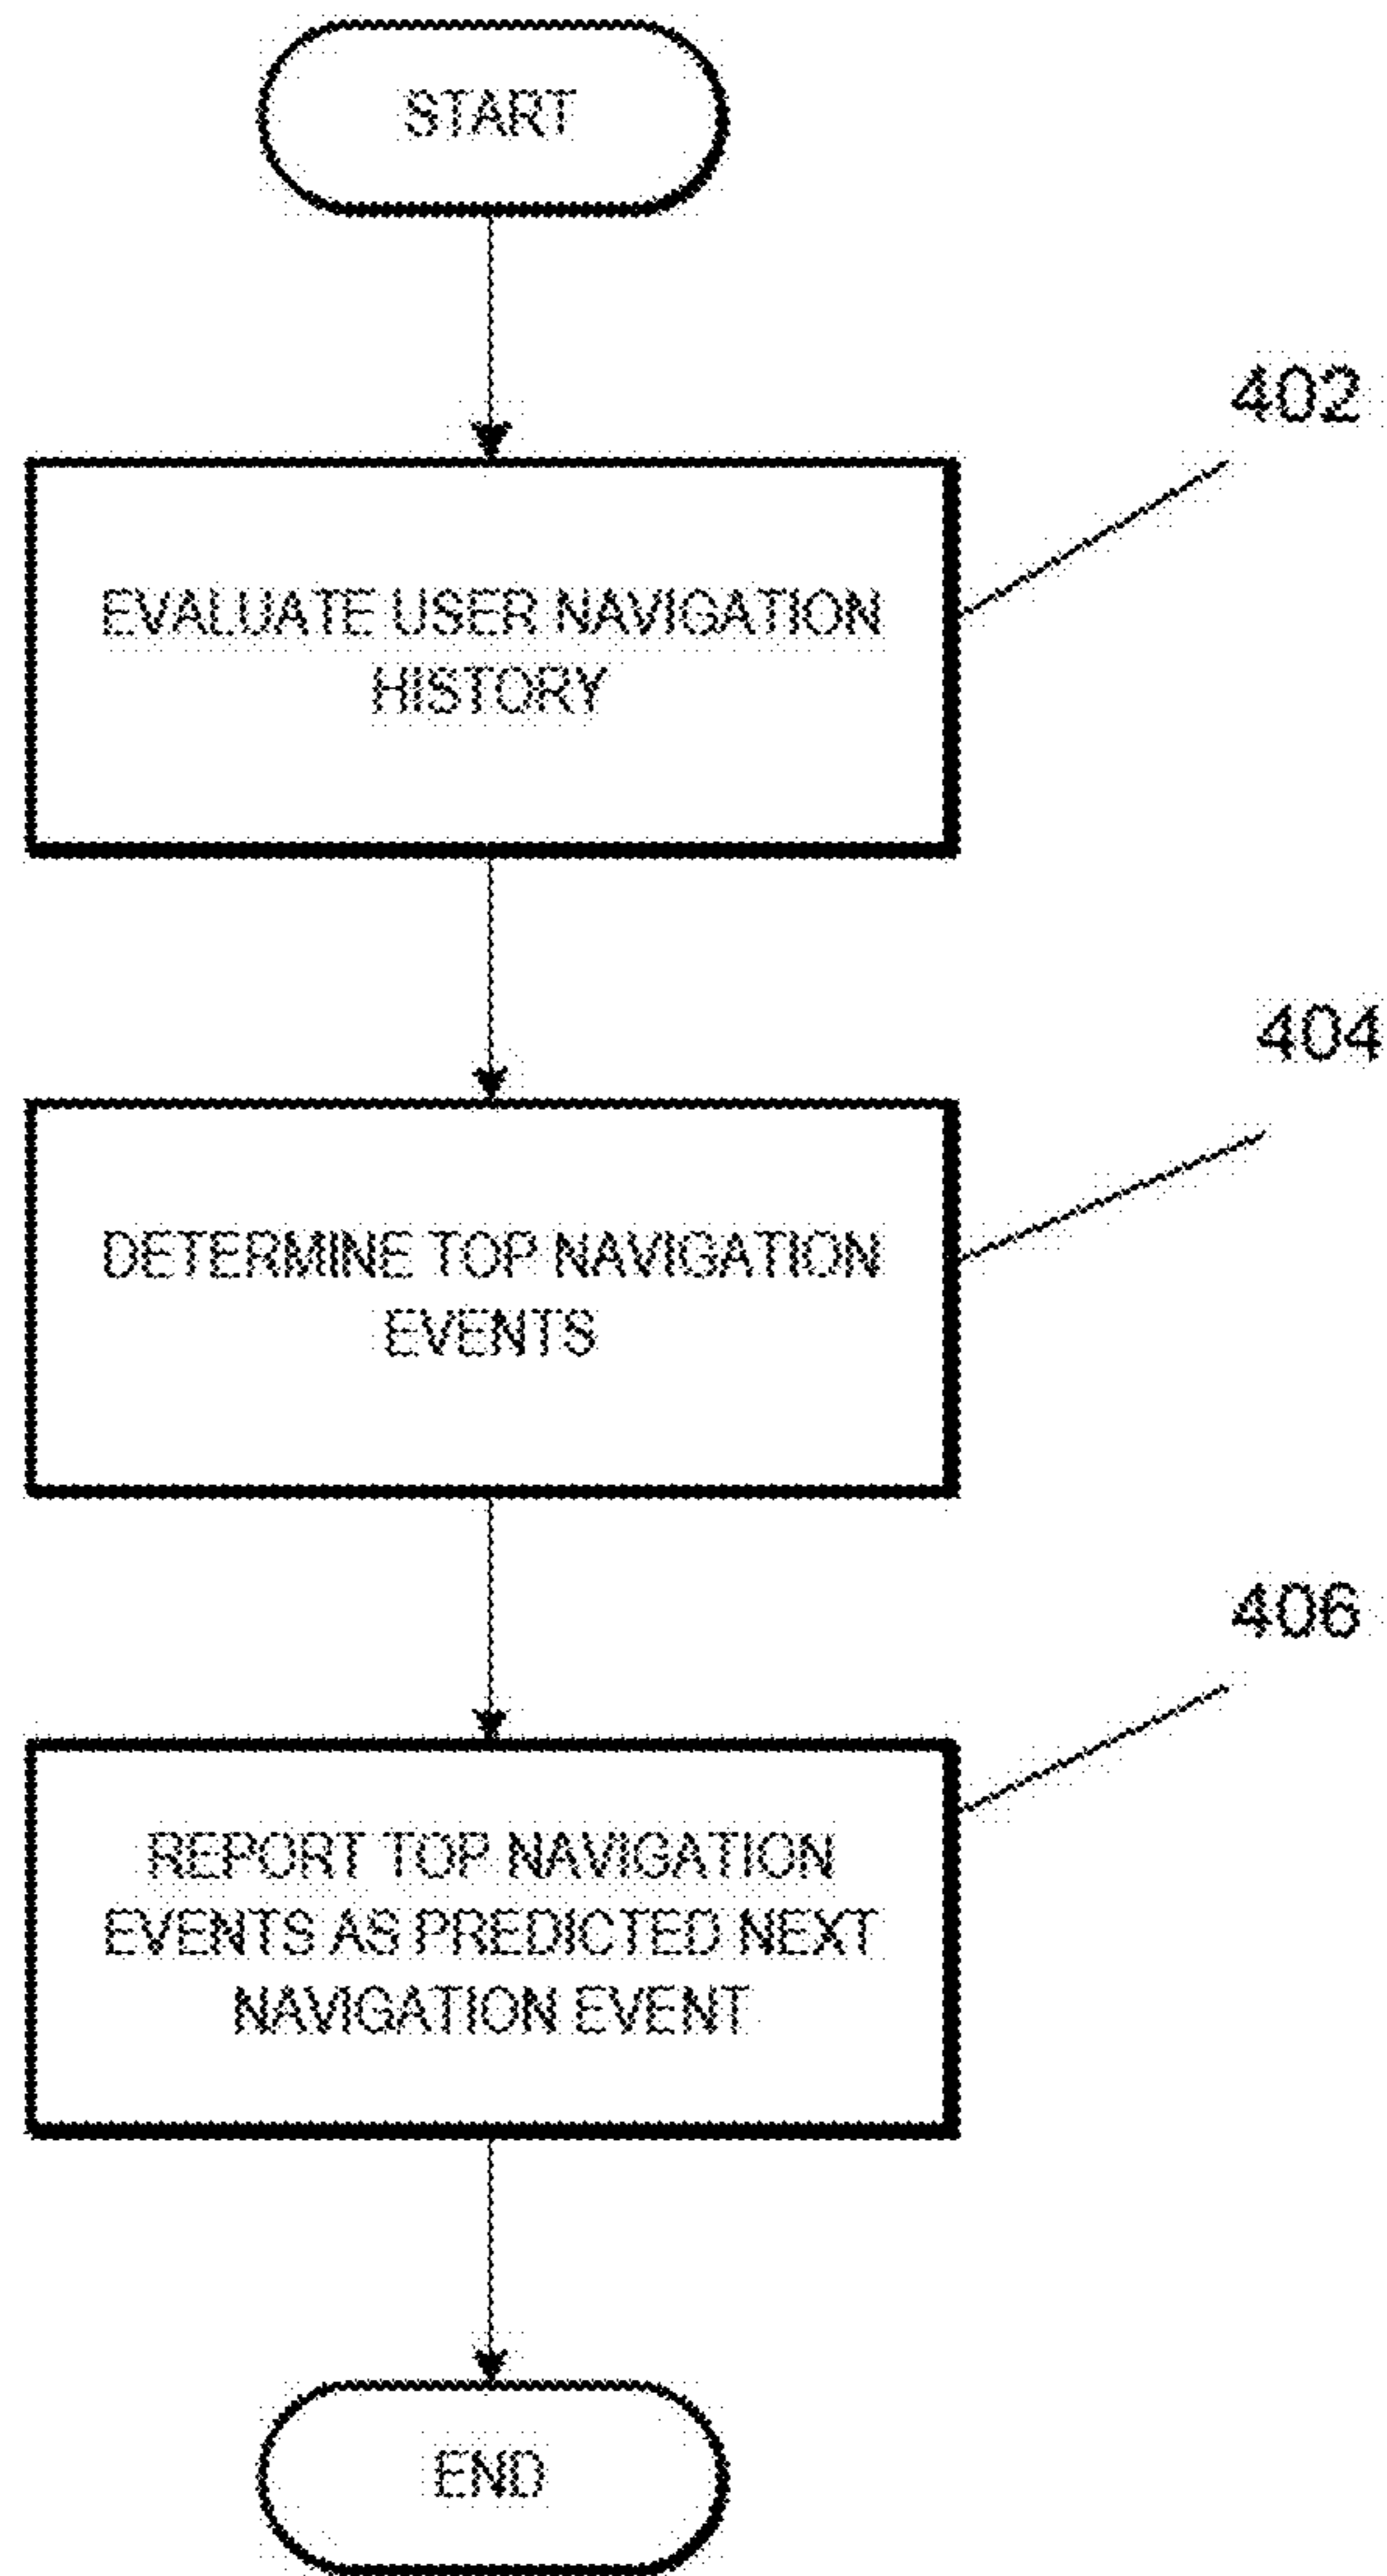 START
402
EVALUATE USER NAVIGATION
HISTORY
404
DETERMINE TOP NAVIGATION
EVENTS
406
REPORT TOP NAVIGATION
EVENTS AS PREDICTED NEXT
NAVIGATION EVENT
END